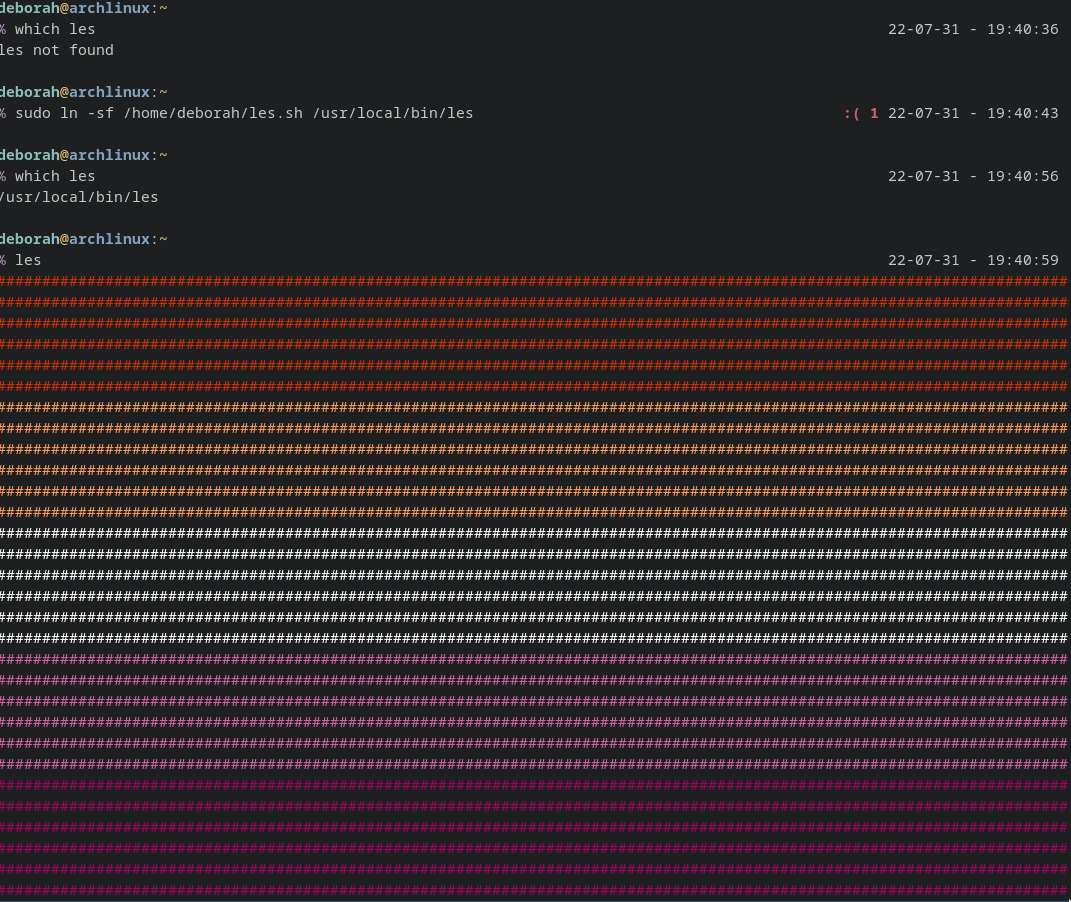 deborah@archlinux:~
% which les 22-07-31 - 19:40:36
les not found
deborah@archlinux:~
% sudo ln -sf /home/deborah/les.sh /usr/local/bin/les :( 1 22-07-31 - 19:40:43
deborah@archlinux:~
% which les 22-07-31 - 19:40:56
/usr/local/bin/les
deborah@archlinux:~
% les 22-07-31 - 19:40:59